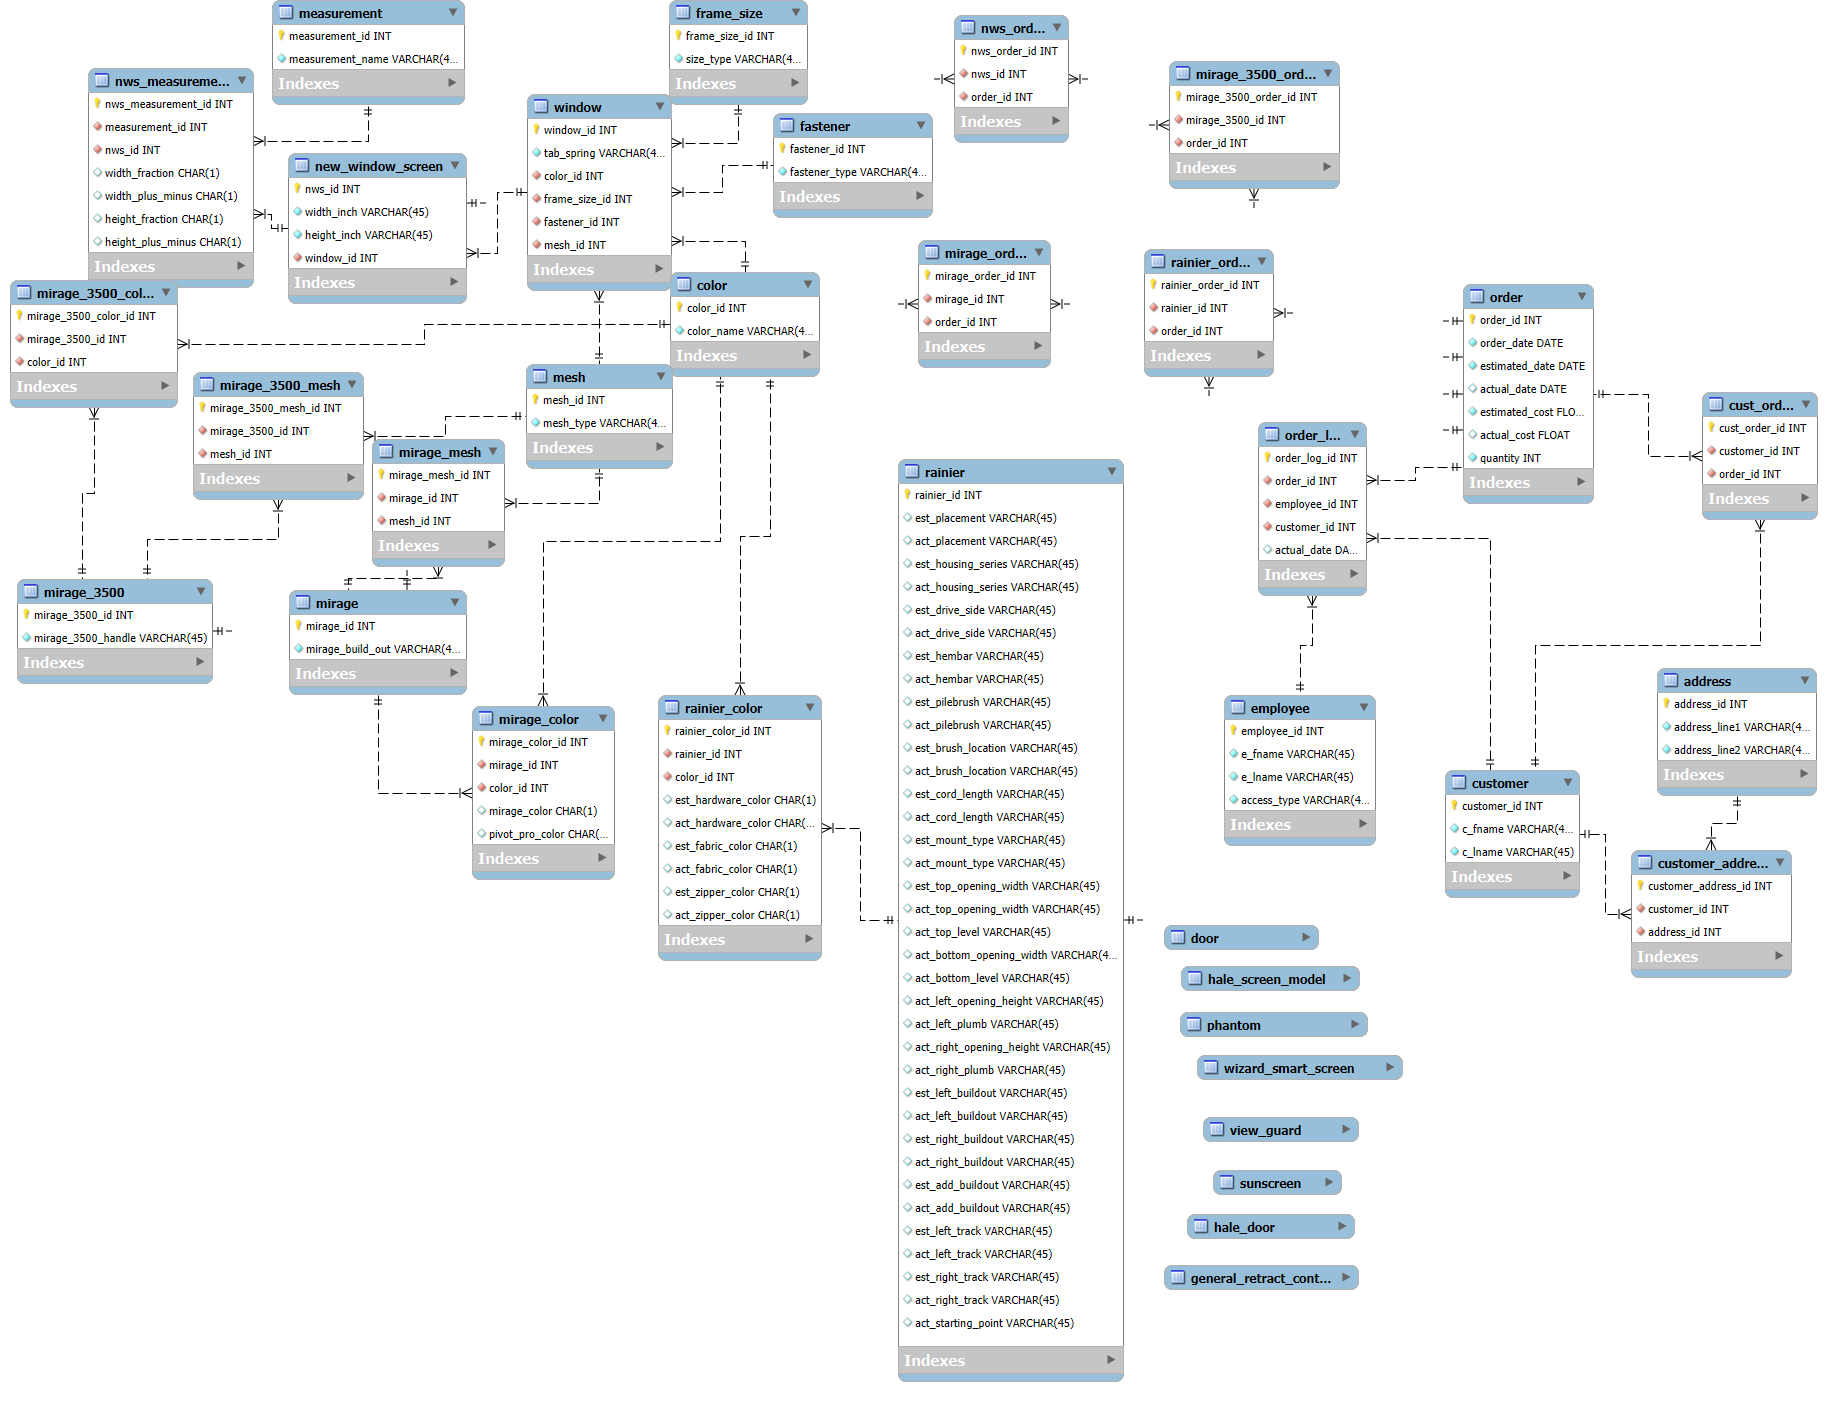 measurement
measurement_id INT
measurement_name VARCHAR(4...
Indexes
frame_size
frame_size_id INT
size_type VARCHAR(4...
Indexes
nws_ord...
nws_order_id INT
nws_id INT
order_id INT
Indexes
mirage_3500_ord...
mirage_3500_order_id INT
mirage_3500_id INT
order_id INT
Indexes
nws_measureme...
nws_measurement_id INT
measurement_id INT
nws_id INT
width_fraction CHAR(1)
width_plus_minus CHAR(1)
height_fraction CHAR(1)
height_plus_minus CHAR(1)
Indexes
new_window_screen
nws_id INT
width_inch VARCHAR(45)
height_inch VARCHAR(45)
window_id INT
Indexes
window
window_id INT
tab_spring VARCHAR(4...
color_id INT
frame_size_id INT
fastener_id INT
mesh_id INT
Indexes
fastener
fastener_id INT
fastener_type VARCHAR(4...
Indexes
mirage_ord...
mirage_order_id INT
mirage_id INT
order_id INT
Indexes
rainier_ord...
rainier_order_id INT
rainier_id INT
order_id INT
Indexes
order
order_id INT
order_date DATE
estimated_date DATE
actual_date DATE
estimated_cost FLO...
actual_cost FLOAT
quantity INT
Indexes
mirage_3500_col...
mirage_3500_color_id INT
mirage_3500_id INT
color_id INT
Indexes
color
color_id INT
color_name VARCHAR(4...
Indexes
mirage_3500_mesh
mirage_3500_mesh_id INT
mirage_3500_id INT
mesh_id INT
Indexes
mesh
mesh_id INT
mesh_type VARCHAR(4...
Indexes
mirage_mesh
mirage_mesh_id INT
mirage_id INT
mesh_id INT
Indexes
cust_ord...
cust_order_id INT
customer_id INT
order_id INT
Indexes
order_l...
order_log_id INT
order_id INT
employee_id INT
customer_id INT
actual_date DA...
Indexes
rainier
rainier_id INT
est_placement VARCHAR(45)
act_placement VARCHAR(45)
est_housing_series VARCHAR(45)
act_housing_series VARCHAR(45)
est_drive_side VARCHAR(45)
act_drive_side VARCHAR(45)
est_hembar VARCHAR(45)
act_hembar VARCHAR(45)
est_pilebrush VARCHAR(45)
act_pilebrush VARCHAR(45)
est_brush_location VARCHAR(45)
act_brush_location VARCHAR(45)
est_cord_length VARCHAR(45)
act_cord_length VARCHAR(45)
est_mount_type VARCHAR(45)
act_mount_type VARCHAR(45)
est_top_opening_width VARCHAR(45)
act_top_opening_width VARCHAR(45)
act_top_level VARCHAR(45)
act_bottom_opening_width VARCHAR(4...
act_bottom_level VARCHAR(45)
act_left_opening_height VARCHAR(45)
act_left_plumb VARCHAR(45)
act_right_opening_height VARCHAR(45)
act_right_plumb VARCHAR(45)
est_left_buildout VARCHAR(45)
act_left_buildout VARCHAR(45)
est_right_buildout VARCHAR(45)
act_right_buildout VARCHAR(45)
est_add_buildout VARCHAR(45)
act_add_buildout VARCHAR(45)
est_left_track VARCHAR(45)
act_left_track VARCHAR(45)
est_right_track VARCHAR(45)
act_right_track VARCHAR(45)
act_starting_point VARCHAR(45)
Indexes
mirage_3500
mirage_3500_id INT
mirage_3500_handle VARCHAR(45)
Indexes
mirage
mirage_id INT
mirage_build_out VARCHAR(4...
Indexes
mirage_color
mirage_color_id INT
mirage_id INT
color_id INT
mirage_color CHAR(1)
pivot_pro_color CHAR(...
Indexes
rainier_color
rainier_color_id INT
rainier_id INT
color_id INT
est_hardware_color CHAR(1)
act_hardware_color CHAR(...
est_fabric_color CHAR(1)
act_fabric_color CHAR(1)
est_zipper_color CHAR(1)
act_zipper_color CHAR(1)
Indexes
employee
employee_id INT
e_fname VARCHAR(45)
e_lname VARCHAR(45)
access_type VARCHAR(4...
Indexes
address
address_id INT
address_line1 VARCHAR(4...
address_line2 VARCHAR(4...
Indexes
customer
customer_id INT
c_fname VARCHAR(4...
c_lname VARCHAR(45)
Indexes
customer_addre...
customer_address_id INT
customer_id INT
address_id INT
Indexes
door
hale_screen_model
phantom
wizard_smart_screen
view_guard
sunscreen
hale_door
general_retract_cont...